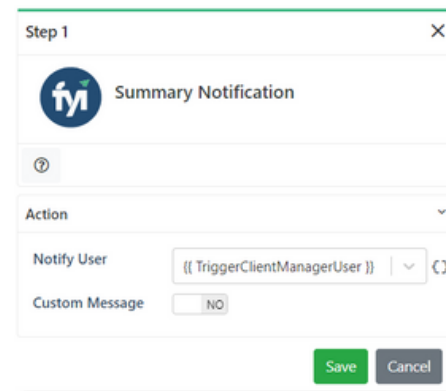 Step 1
fyi
Summary Notification
Action
Notify User
{{ TriggerClientManagerUser }}
Custom Message
NO
Save
Cancel